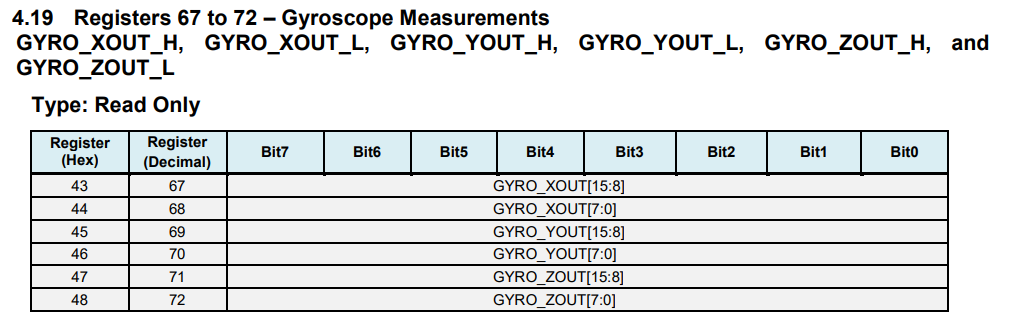 4.19 Registers 67 to 72 – Gyroscope Measurements
GYRO_XOUT_H, GYRO_XOUT_L, GYRO_YOUT_H, GYRO_YOUT_L, GYRO_ZOUT_H, and
GYRO_ZOUT_L
Type: Read Only
Register (Hex) Register (Decimal) Bit7 Bit6 Bit5 Bit4 Bit3 Bit2 Bit1 Bit0
43 67 GYRO_XOUT[15:8]
44 68 GYRO_XOUT[7:0]
45 69 GYRO_YOUT[15:8]
46 70 GYRO_YOUT[7:0]
47 71 GYRO_ZOUT[15:8]
48 72 GYRO_ZOUT[7:0]